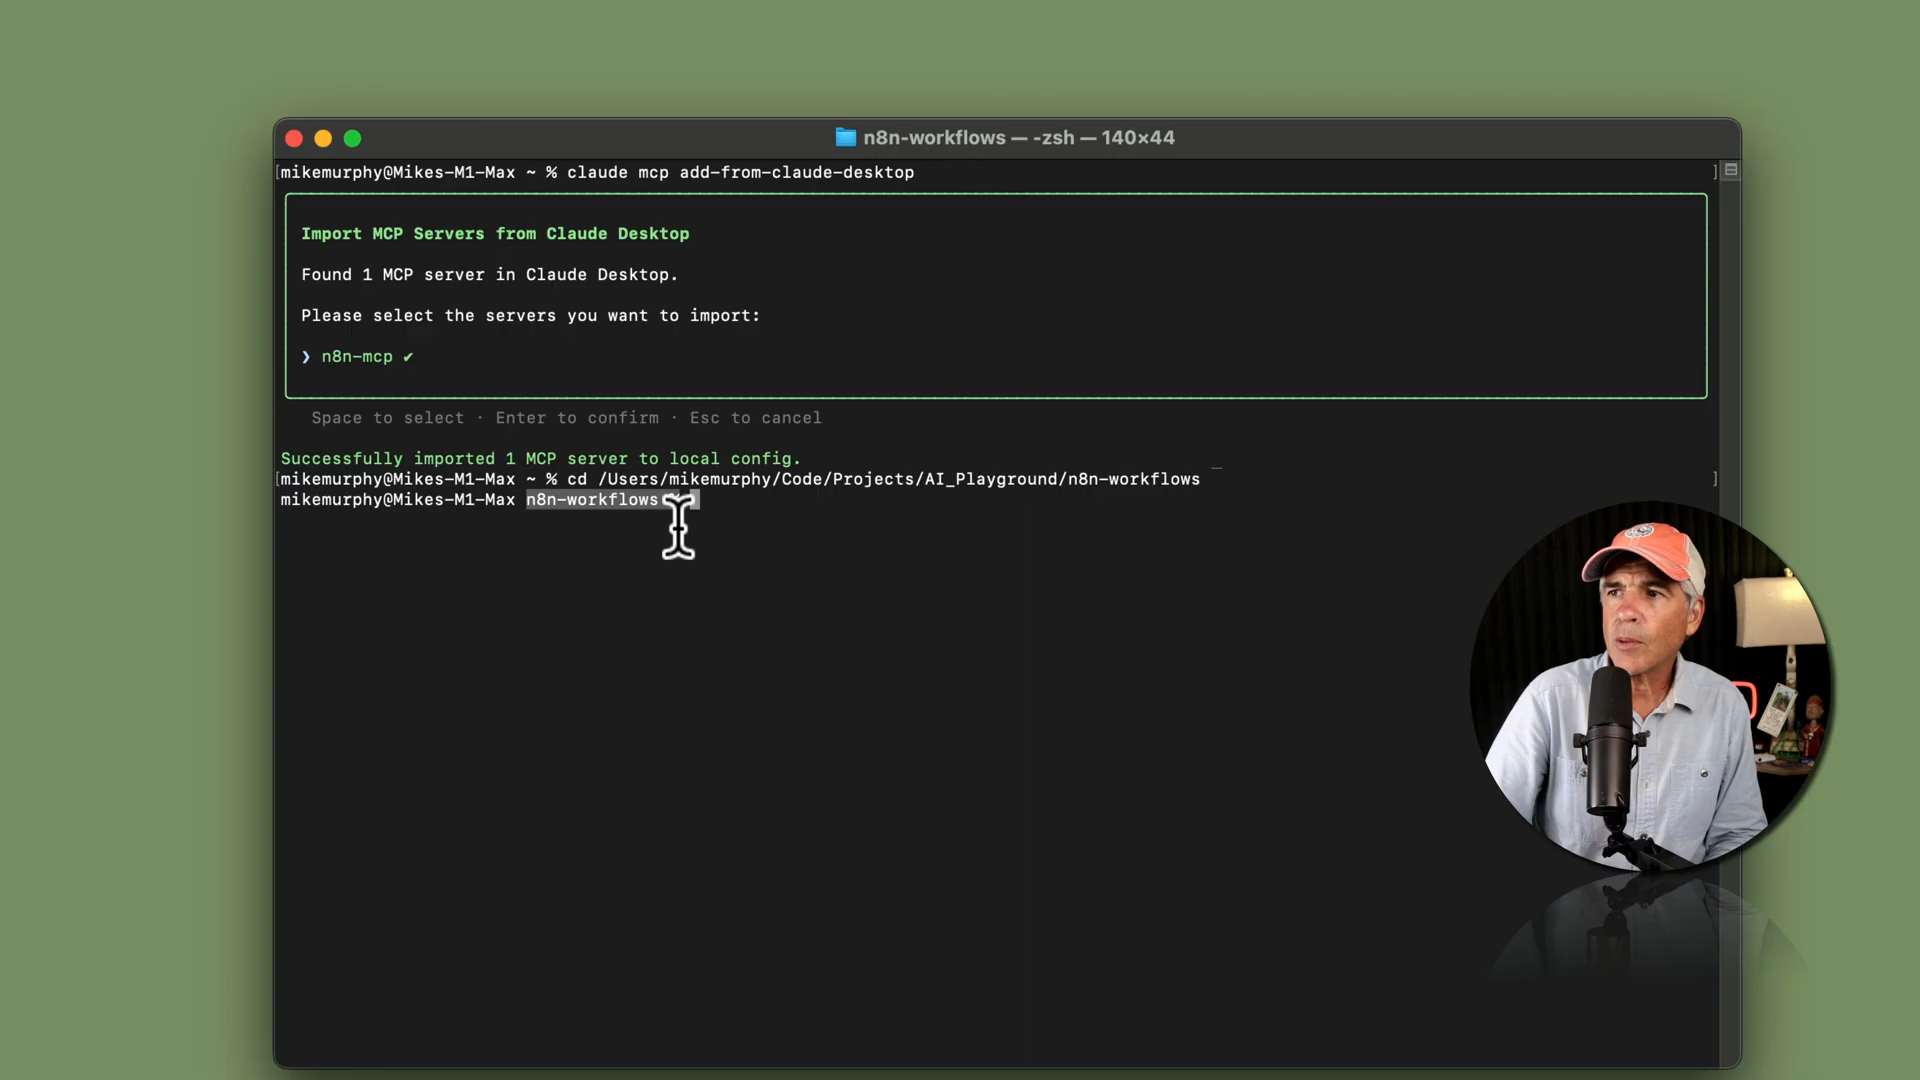 n8n-workflows — -zsh — 140×44
[mikemurphy@Mikes-M1-Max ~ % claude mcp add-from-claude-desktop ]
Import MCP Servers from Claude Desktop
Found 1 MCP server in Claude Desktop.
Please select the servers you want to import:
❯ n8n-mcp ✔
Space to select · Enter to confirm · Esc to cancel
Successfully imported 1 MCP server to local config.
[mikemurphy@Mikes-M1-Max ~ % cd /Users/mikemurphy/Code/Projects/AI_Playground/n8n-workflows ]
mikemurphy@Mikes-M1-Max n8n-workflows